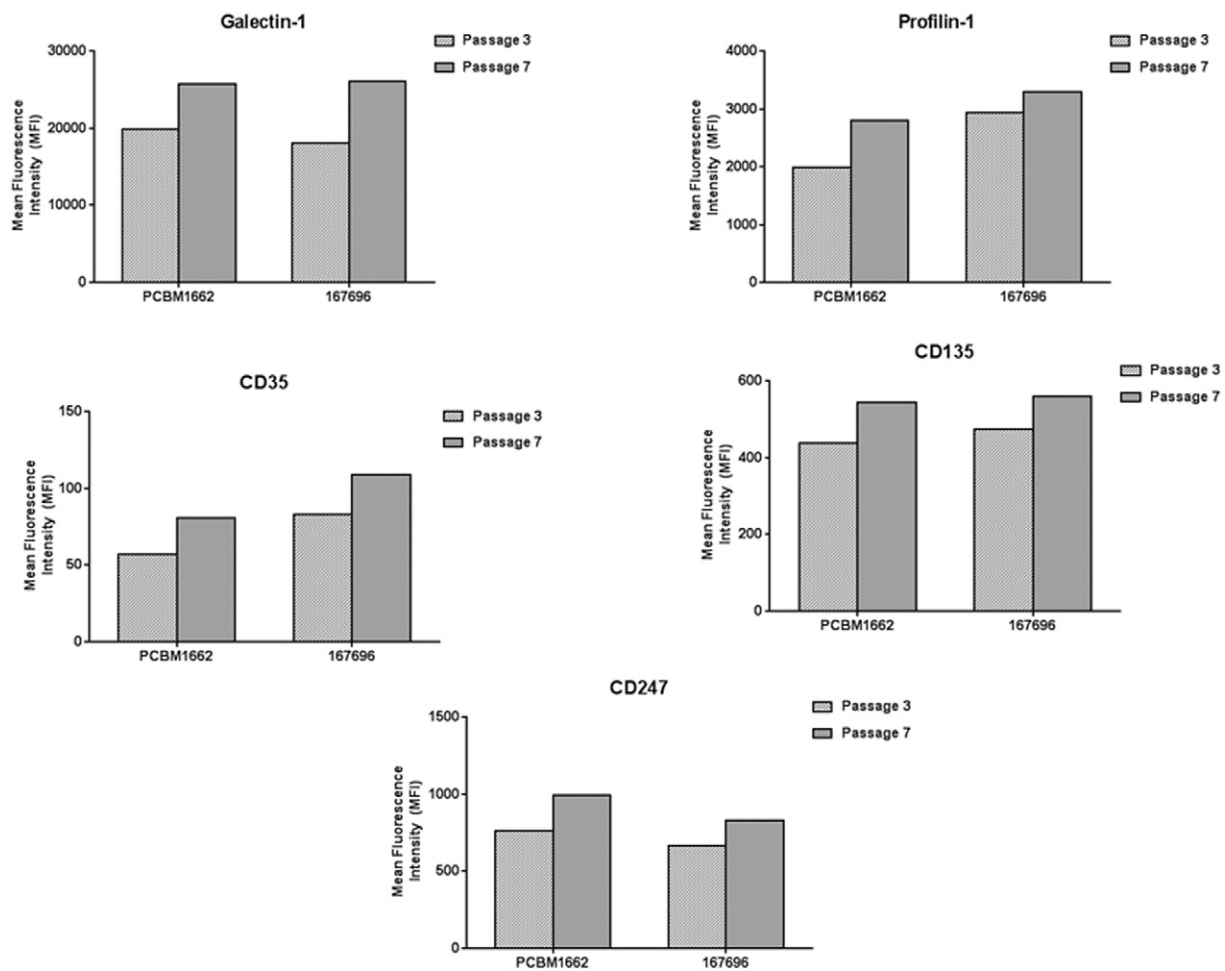 Galectin-1
Passage 3
Passage 7
Mean Fluorescence
Intensity (MFI)
30000
20000
10000
0
PCBM1662
167696
Profilin-1
Passage 3
Passage 7
Mean Fluorescence
Intensity (MFI)
4000
3000
2000
1000
0
PCBM1662
167696
CD35
Passage 3
Passage 7
Mean Fluorescence
Intensity (MFI)
150
100
50
0
PCBM1662
167696
CD135
Passage 3
Passage 7
Mean Fluorescence
Intensity (MFI)
600
400
200
0
PCBM1662
167696
CD247
Passage 3
Passage 7
Mean Fluorescence
Intensity (MFI)
1500
1000
500
0
PCBM1662
167696